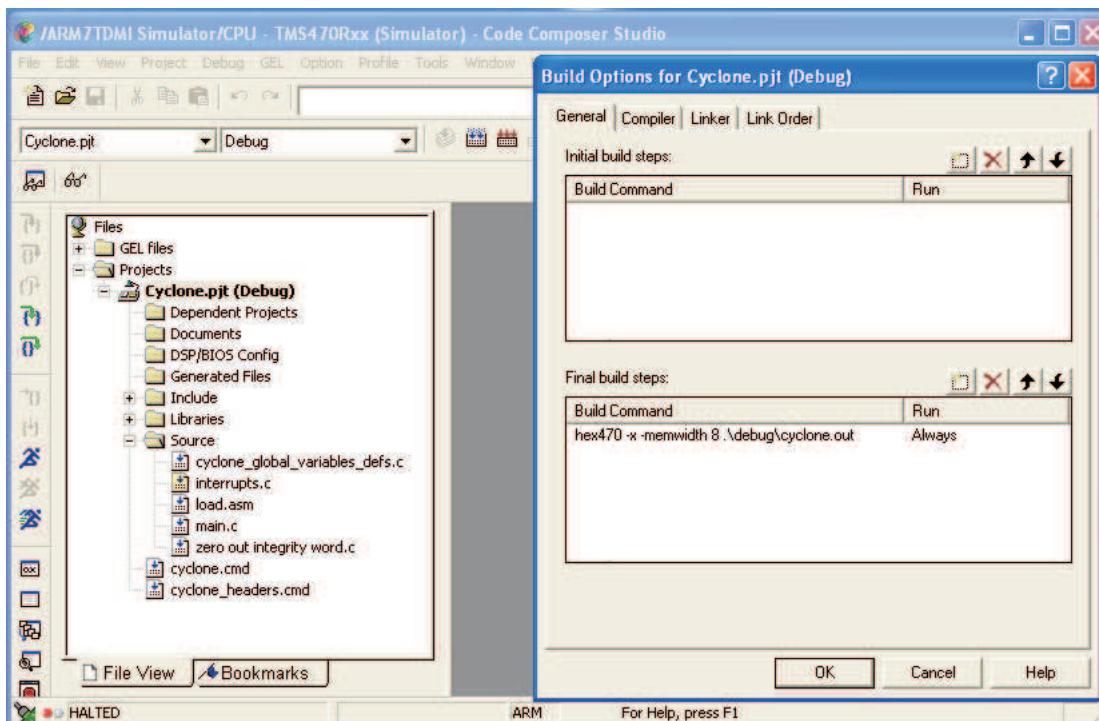 /ARM7TDMI Simulator/CPU - TMS470Rxx (Simulator) - Code Composer Studio
File Edit View Project Debug GEL Option Profile Tools Window
Cyclone.pjt Debug
Files
GEL files
Projects
Cyclone.pjt (Debug)
Dependent Projects
Documents
DSP/BIOS Config
Generated Files
Include
Libraries
Source
cyclone_global_variables_defs.c
interrupts.c
load.asm
main.c
zero out integrity word.c
cyclone.cmd
cyclone_headers.cmd
File View Bookmarks
HALTED ARM For Help, press F1
Build Options for Cyclone.pjt (Debug)
General Compiler Linker Link Order
Initial build steps:
Build Command Run
Final build steps:
Build Command Run
hex470 -x -memwidth 8 .\debug\cyclone.out Always
OK Cancel Help